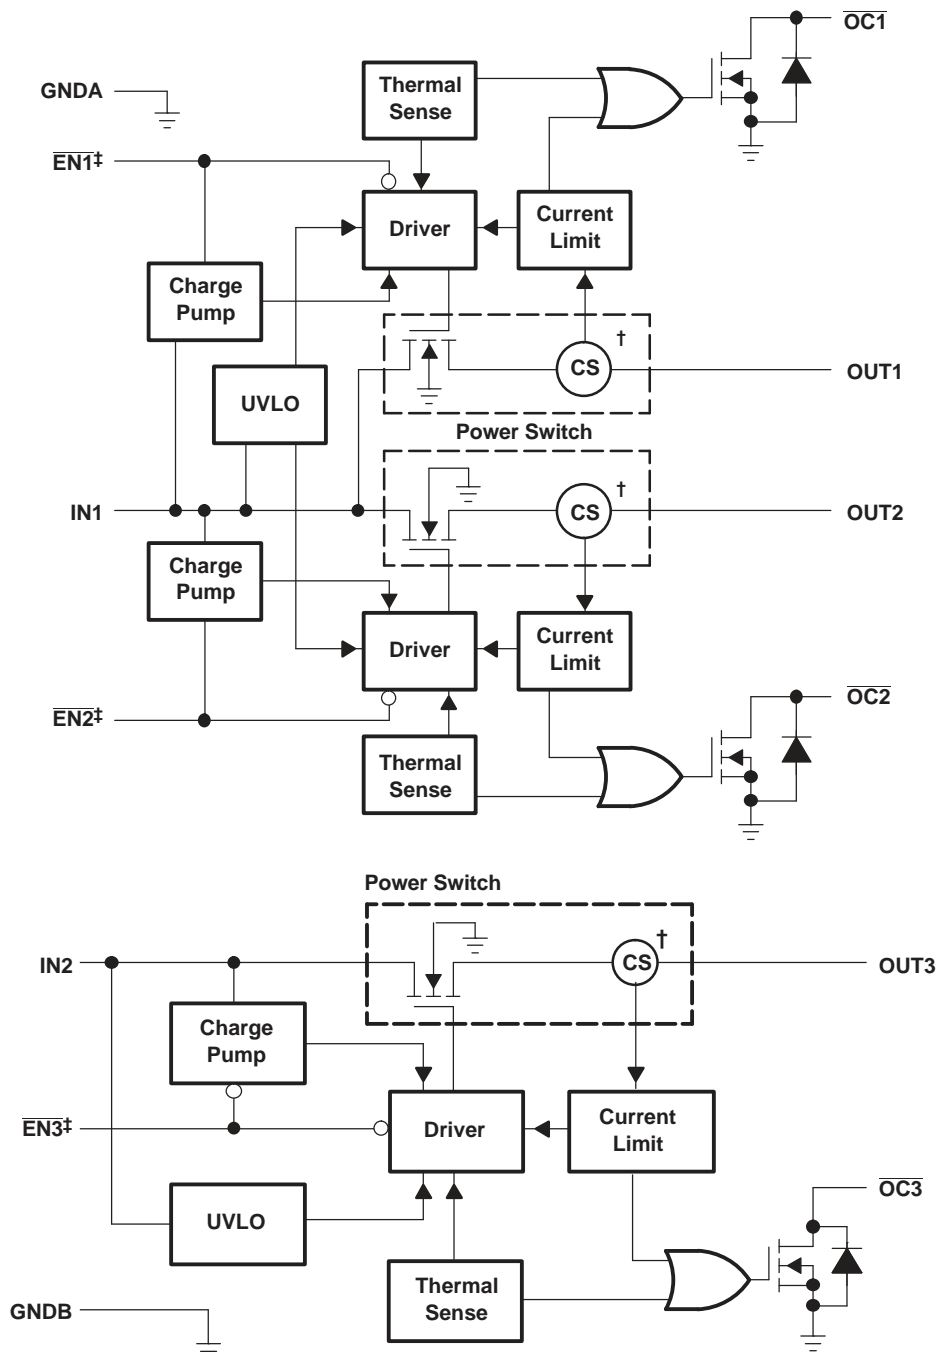 OC1
GNDA
Thermal
Sense
EN1‡
Driver
Current
Limit
Charge
Pump
†
CS
OUT1
UVLO
Power Switch
†
IN1
CS
OUT2
Charge
Pump
Driver
Current
Limit
EN2‡
OC2
Thermal
Sense
Power Switch
†
IN2
CS
OUT3
Charge
Pump
EN3‡
Driver
Current
Limit
OC3
UVLO
Thermal
Sense
GNDB